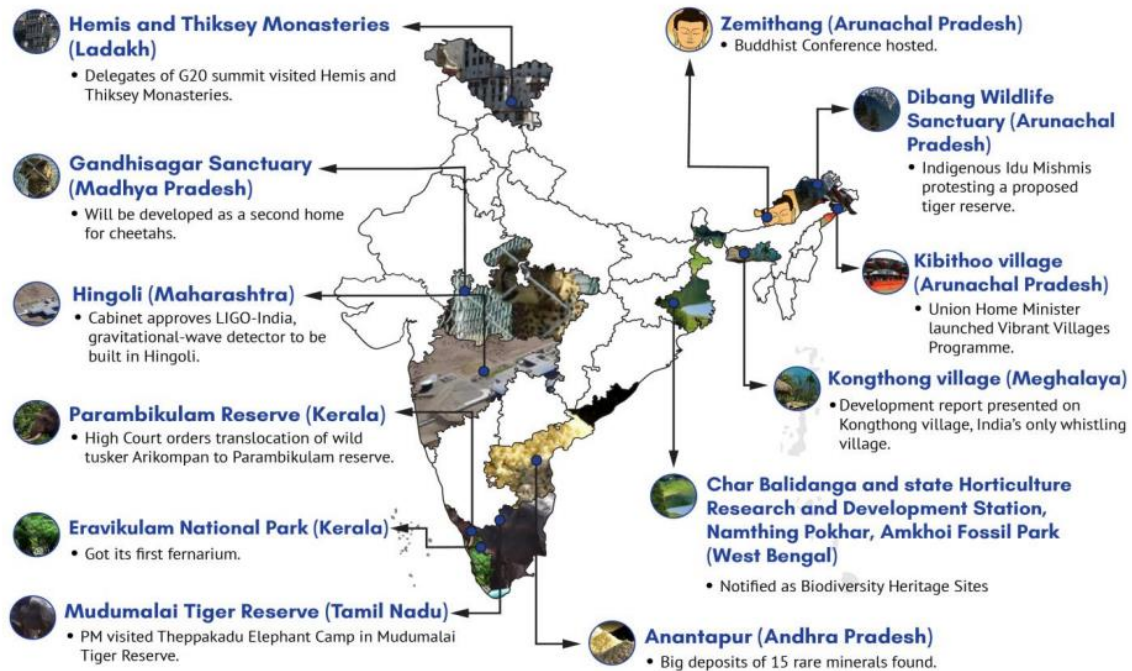 Hemis and Thiksey Monasteries
(Ladakh)
• Delegates of G20 summit visited Hemis and
Thiksey Monasteries.
Gandhisagar Sanctuary
(Madhya Pradesh)
• Will be developed as a second home
for cheetahs.
Hingoli (Maharashtra)
• Cabinet approves LIGO-India,
gravitational-wave detector to be
built in Hingoli.
Parambikulam Reserve (Kerala)
• High Court orders translocation of wild
tusker Arikompan to Parambikulam reserve.
Eravikulam National Park (Kerala)
• Got its first fernarium.
Mudumalai Tiger Reserve (Tamil Nadu)
• PM visited Theppakadu Elephant Camp in Mudumalai
Tiger Reserve.
Zemithang (Arunachal Pradesh)
• Buddhist Conference hosted.
Dibang Wildlife
Sanctuary (Arunachal
Pradesh)
• Indigenous Idu Mishmis
protesting a proposed
tiger reserve.
Kibithoo village
(Arunachal Pradesh)
• Union Home Minister
launched Vibrant Villages
Programme.
Kongthong village (Meghalaya)
• Development report presented on
Kongthong village, India's only whistling
village.
Char Balidanga and state Horticulture
Research and Development Station,
Namthing Pokhar, Amkhoi Fossil Park
(West Bengal)
• Notified as Biodiversity Heritage Sites
Anantapur (Andhra Pradesh)
• Big deposits of 15 rare minerals found.